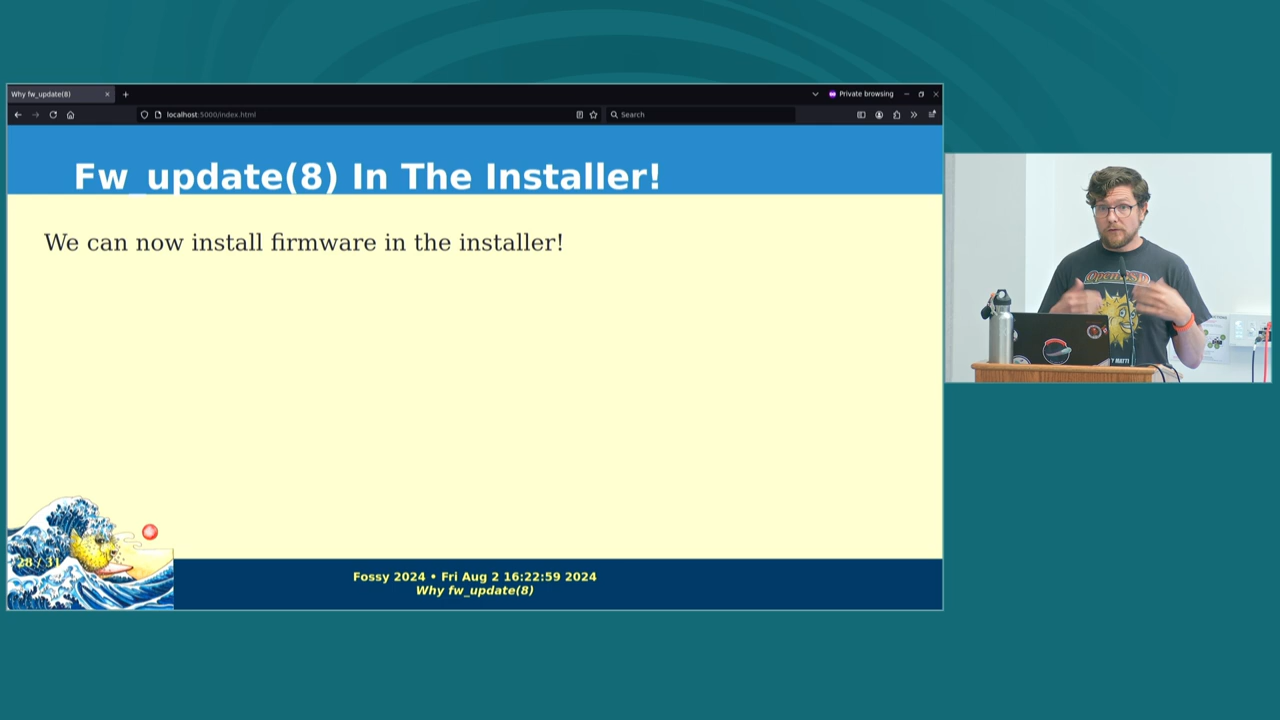 Why fw_update(8)
Private browsing
localhost:5000/index.html
Search
Fw_update(8) In The Installer!
We can now install firmware in the installer!
28 / 31
Fossy 2024 • Fri Aug 2 16:22:59 2024
Why fw_update(8)